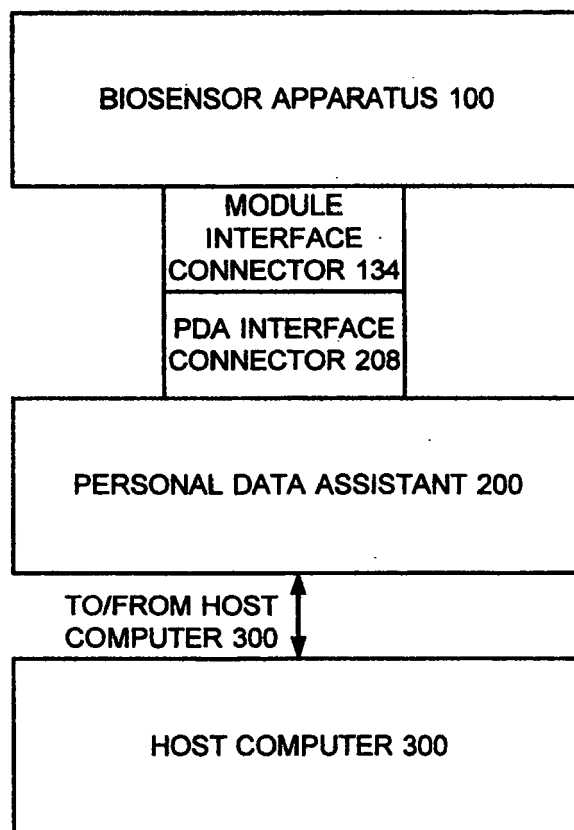 BIOSENSOR APPARATUS 100
MODULE
INTERFACE
CONNECTOR 134
PDA INTERFACE
CONNECTOR 208
PERSONAL DATA ASSISTANT 200
TO/FROM HOST
COMPUTER 300
HOST COMPUTER 300